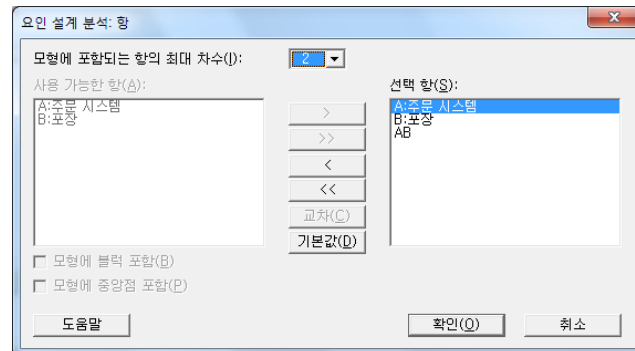 요인 설계 분석: 항
모형에 포함되는 항의 최대 차수(I): 2
사용 가능한 항(A):
A:주문 시스템
B:포장
>
>>
<
<<
교차(C)
기본값(D)
선택 항(S):
A:주문 시스템
B:포장
AB
모형에 블럭 포함(B)
모형에 중앙점 포함(P)
도움말
확인(O)
취소